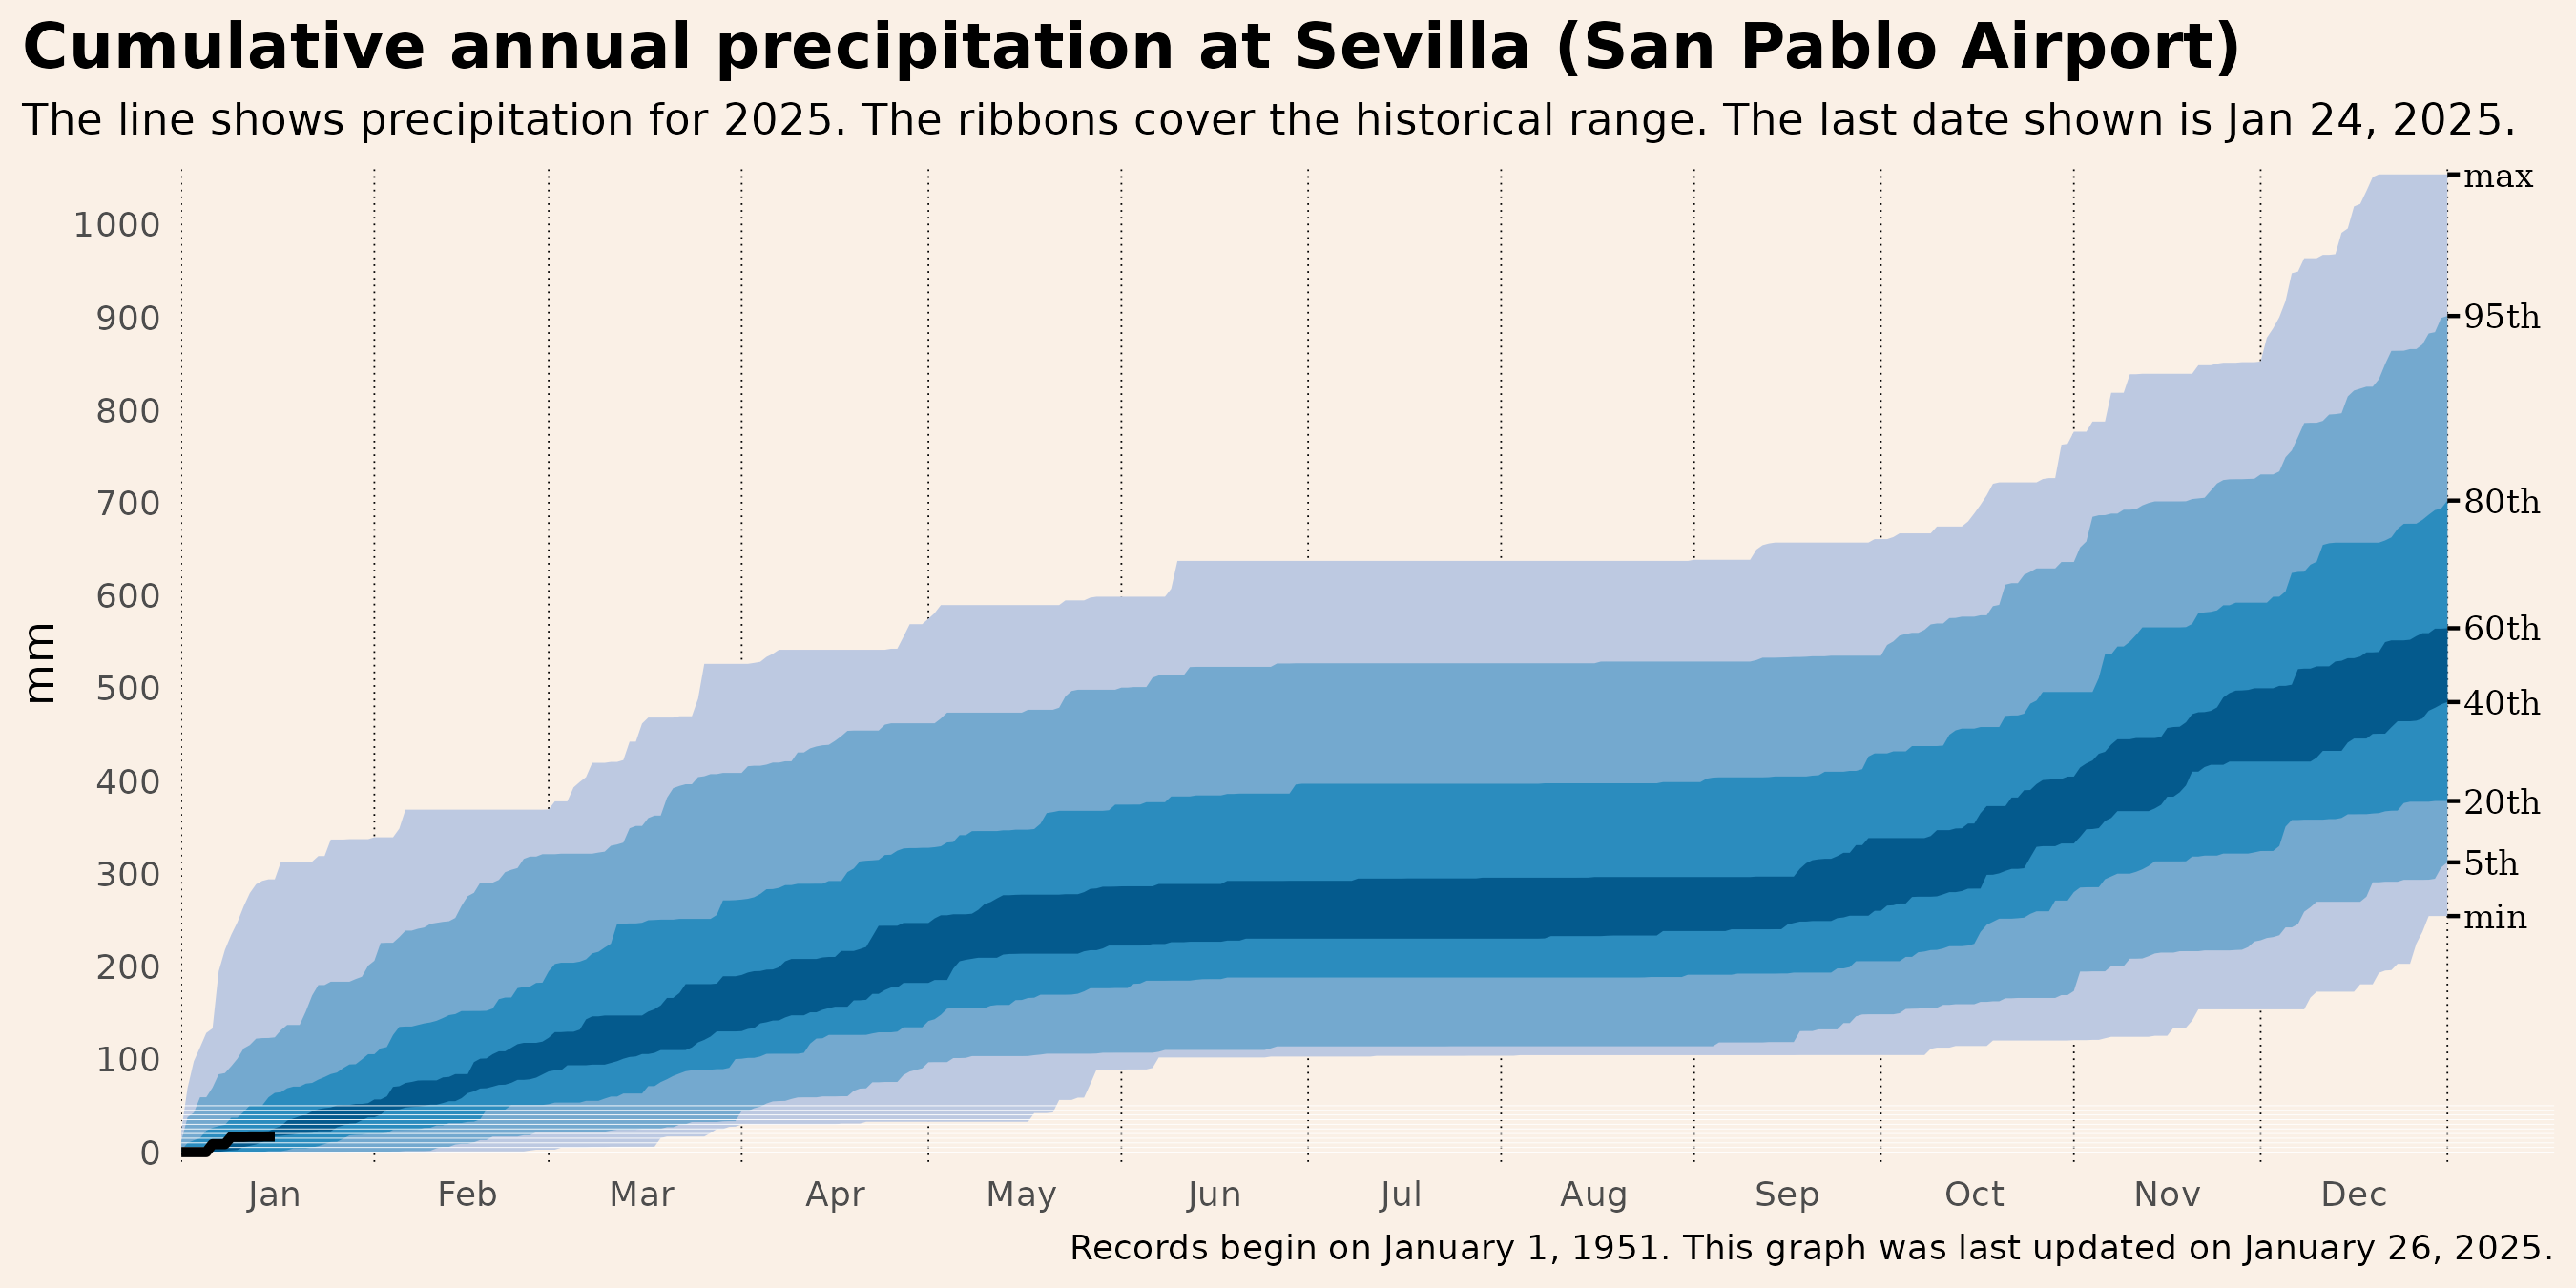 Cumulative annual precipitation at Sevilla (San Pablo Airport)
The line shows precipitation for 2025. The ribbons cover the historical range. The last date shown is Jan 24, 2025.
mm
1000
900
800
700
600
500
400
300
200
100
0
max
95th
80th
60th
40th
20th
5th
min
Jan Feb Mar Apr May Jun Jul Aug Sep Oct Nov Dec
Records begin on January 1, 1951. This graph was last updated on January 26, 2025.